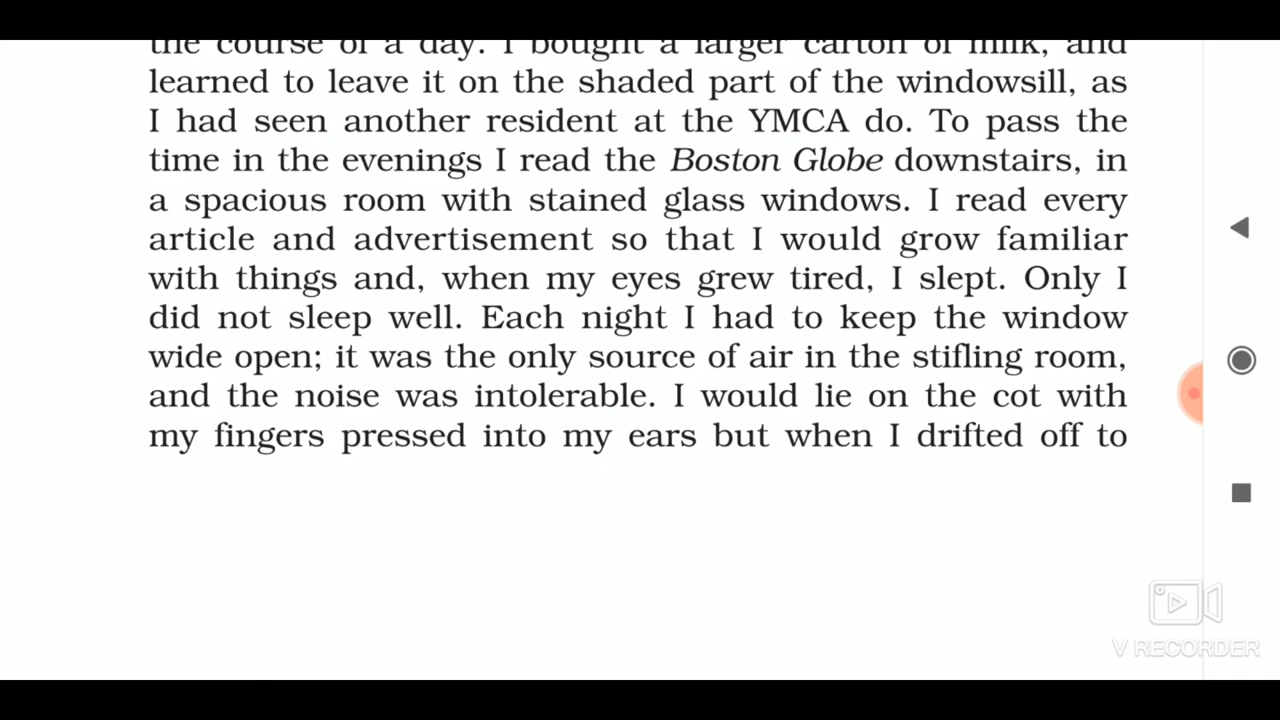 the course of a day. I bought a larger carton of milk, and
learned to leave it on the shaded part of the windowsill, as
I had seen another resident at the YMCA do. To pass the
time in the evenings I read the Boston Globe downstairs, in
a spacious room with stained glass windows. I read every
article and advertisement so that I would grow familiar
with things and, when my eyes grew tired, I slept. Only I
did not sleep well. Each night I had to keep the window
wide open; it was the only source of air in the stifling room,
and the noise was intolerable. I would lie on the cot with
my fingers pressed into my ears but when I drifted off to
V RECORDER